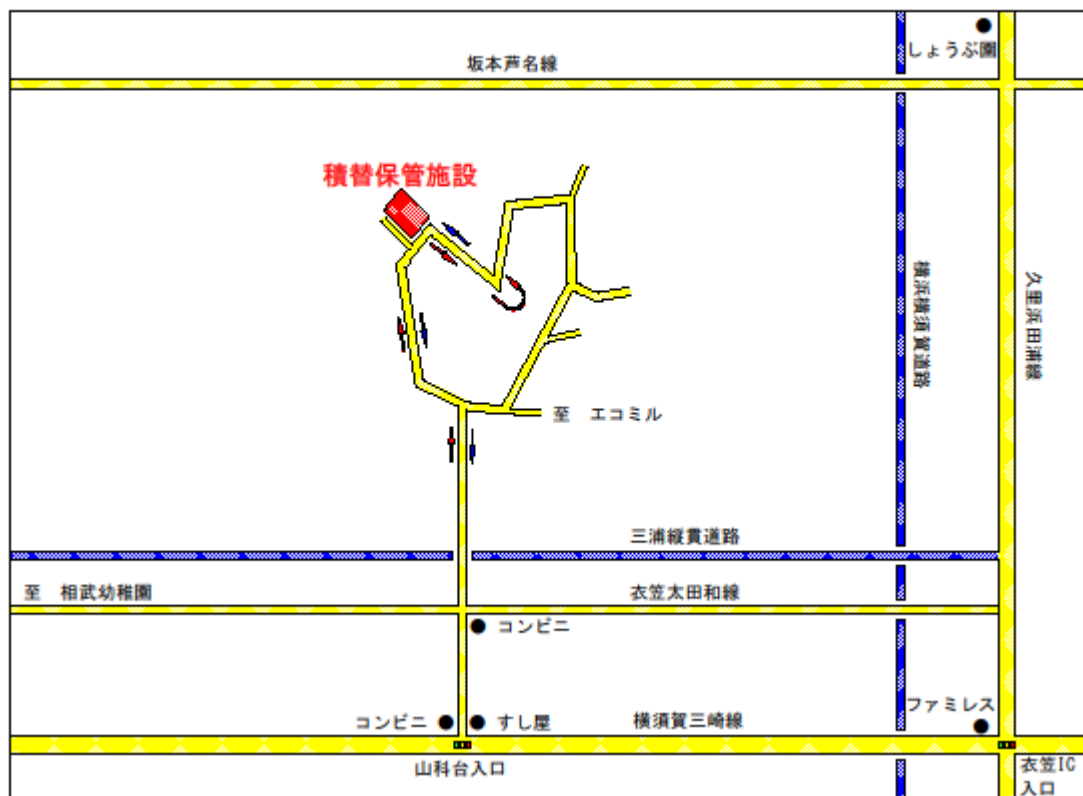 しょうぶ園
坂本芦名線
積替保管施設
横浜横須賀道路
久里浜田浦線
至　エコミル
三浦縦貫道路
至　相武幼稚園
衣笠太田和線
コンビニ
ファミレス
コンビニ
すし屋
横須賀三崎線
山科台入口
衣笠IC
入口